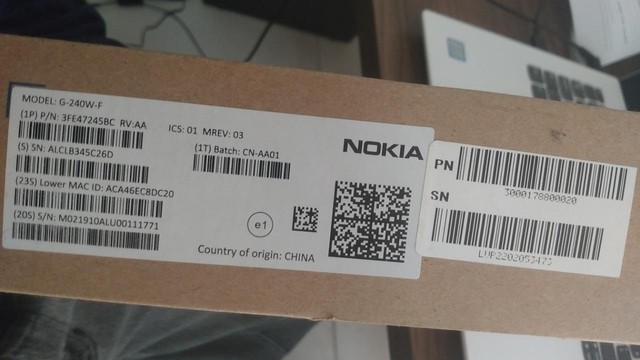 MODEL: G-240W-F
(1P) P/N: 3FE47245BC RV:AA
ICS: 01 MREV: 03
(S) SN: ALCLB345C26D
(1T) Batch: CN-AA01
NOKIA
(23S) Lower MAC ID: ACA46EC8DC20
(20S) S/N: M021910ALU00111771
e1
Country of origin: CHINA
PN
3000178800020
SN
LVP2202053473